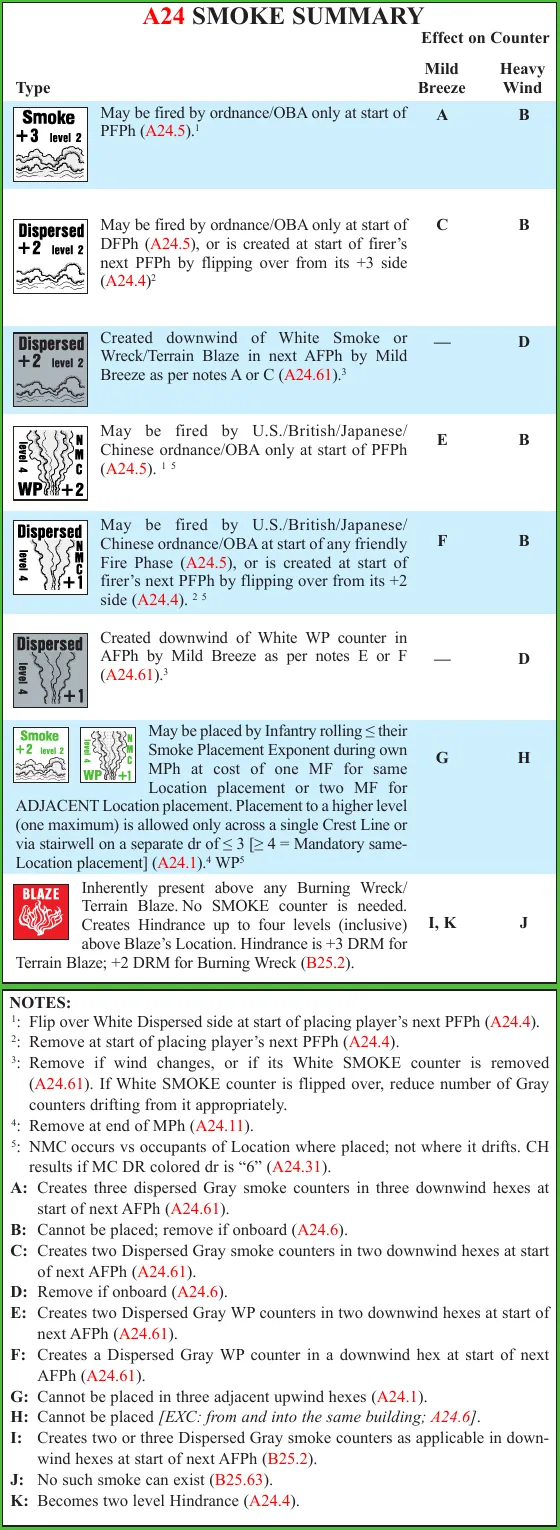 A24 SMOKE SUMMARY
Effect on Counter
Type
Mild Breeze
Heavy Wind
Smoke
+3 level 2
May be fired by ordnance/OBA only at start of
PFPh (A24.5).1
A
B
Dispersed
+2 level 2
May be fired by ordnance/OBA only at start of
DFPh (A24.5), or is created at start of firer’s
next PFPh by flipping over from its +3 side
(A24.4)2
C
B
Dispersed
+2 level 2
Created downwind of White Smoke or
Wreck/Terrain Blaze in next AFPh by Mild
Breeze as per notes A or C (A24.61).3
—
D
level 4
NMC
WP +2
May be fired by U.S./British/Japanese/
Chinese ordnance/OBA only at start of PFPh
(A24.5). 1 5
E
B
Dispersed
level 4
NMC
+1
May be fired by U.S./British/Japanese/
Chinese ordnance/OBA at start of any friendly
Fire Phase (A24.5), or is created at start of
firer’s next PFPh by flipping over from its +2
side (A24.4). 2 5
F
B
Dispersed
level 4
+1
Created downwind of White WP counter in
AFPh by Mild Breeze as per notes E or F
(A24.61).3
—
D
Smoke
+2 level 2
level 4
NMC
WP +1
May be placed by Infantry rolling ≤ their
Smoke Placement Exponent during own
MPh at cost of one MF for same
Location placement or two MF for
ADJACENT Location placement. Placement to a higher level
(one maximum) is allowed only across a single Crest Line or
via stairwell on a separate dr of ≤ 3 [≥ 4 = Mandatory same-
Location placement] (A24.1).4 WP5
G
H
BLAZE
Inherently present above any Burning Wreck/
Terrain Blaze. No SMOKE counter is needed.
Creates Hindrance up to four levels (inclusive)
above Blaze’s Location. Hindrance is +3 DRM for
Terrain Blaze; +2 DRM for Burning Wreck (B25.2).
I, K
J
NOTES:
1: Flip over White Dispersed side at start of placing player’s next PFPh (A24.4).
2: Remove at start of placing player’s next PFPh (A24.4).
3: Remove if wind changes, or if its White SMOKE counter is removed
(A24.61). If White SMOKE counter is flipped over, reduce number of Gray
counters drifting from it appropriately.
4: Remove at end of MPh (A24.11).
5: NMC occurs vs occupants of Location where placed; not where it drifts. CH
results if MC DR colored dr is “6” (A24.31).
A: Creates three dispersed Gray smoke counters in three downwind hexes at
start of next AFPh (A24.61).
B: Cannot be placed; remove if onboard (A24.6).
C: Creates two Dispersed Gray smoke counters in two downwind hexes at start
of next AFPh (A24.61).
D: Remove if onboard (A24.6).
E: Creates two Dispersed Gray WP counters in two downwind hexes at start of
next AFPh (A24.61).
F: Creates a Dispersed Gray WP counter in a downwind hex at start of next
AFPh (A24.61).
G: Cannot be placed in three adjacent upwind hexes (A24.1).
H: Cannot be placed [EXC: from and into the same building; A24.6].
I: Creates two or three Dispersed Gray smoke counters as applicable in down-
wind hexes at start of next AFPh (B25.2).
J: No such smoke can exist (B25.63).
K: Becomes two level Hindrance (A24.4).